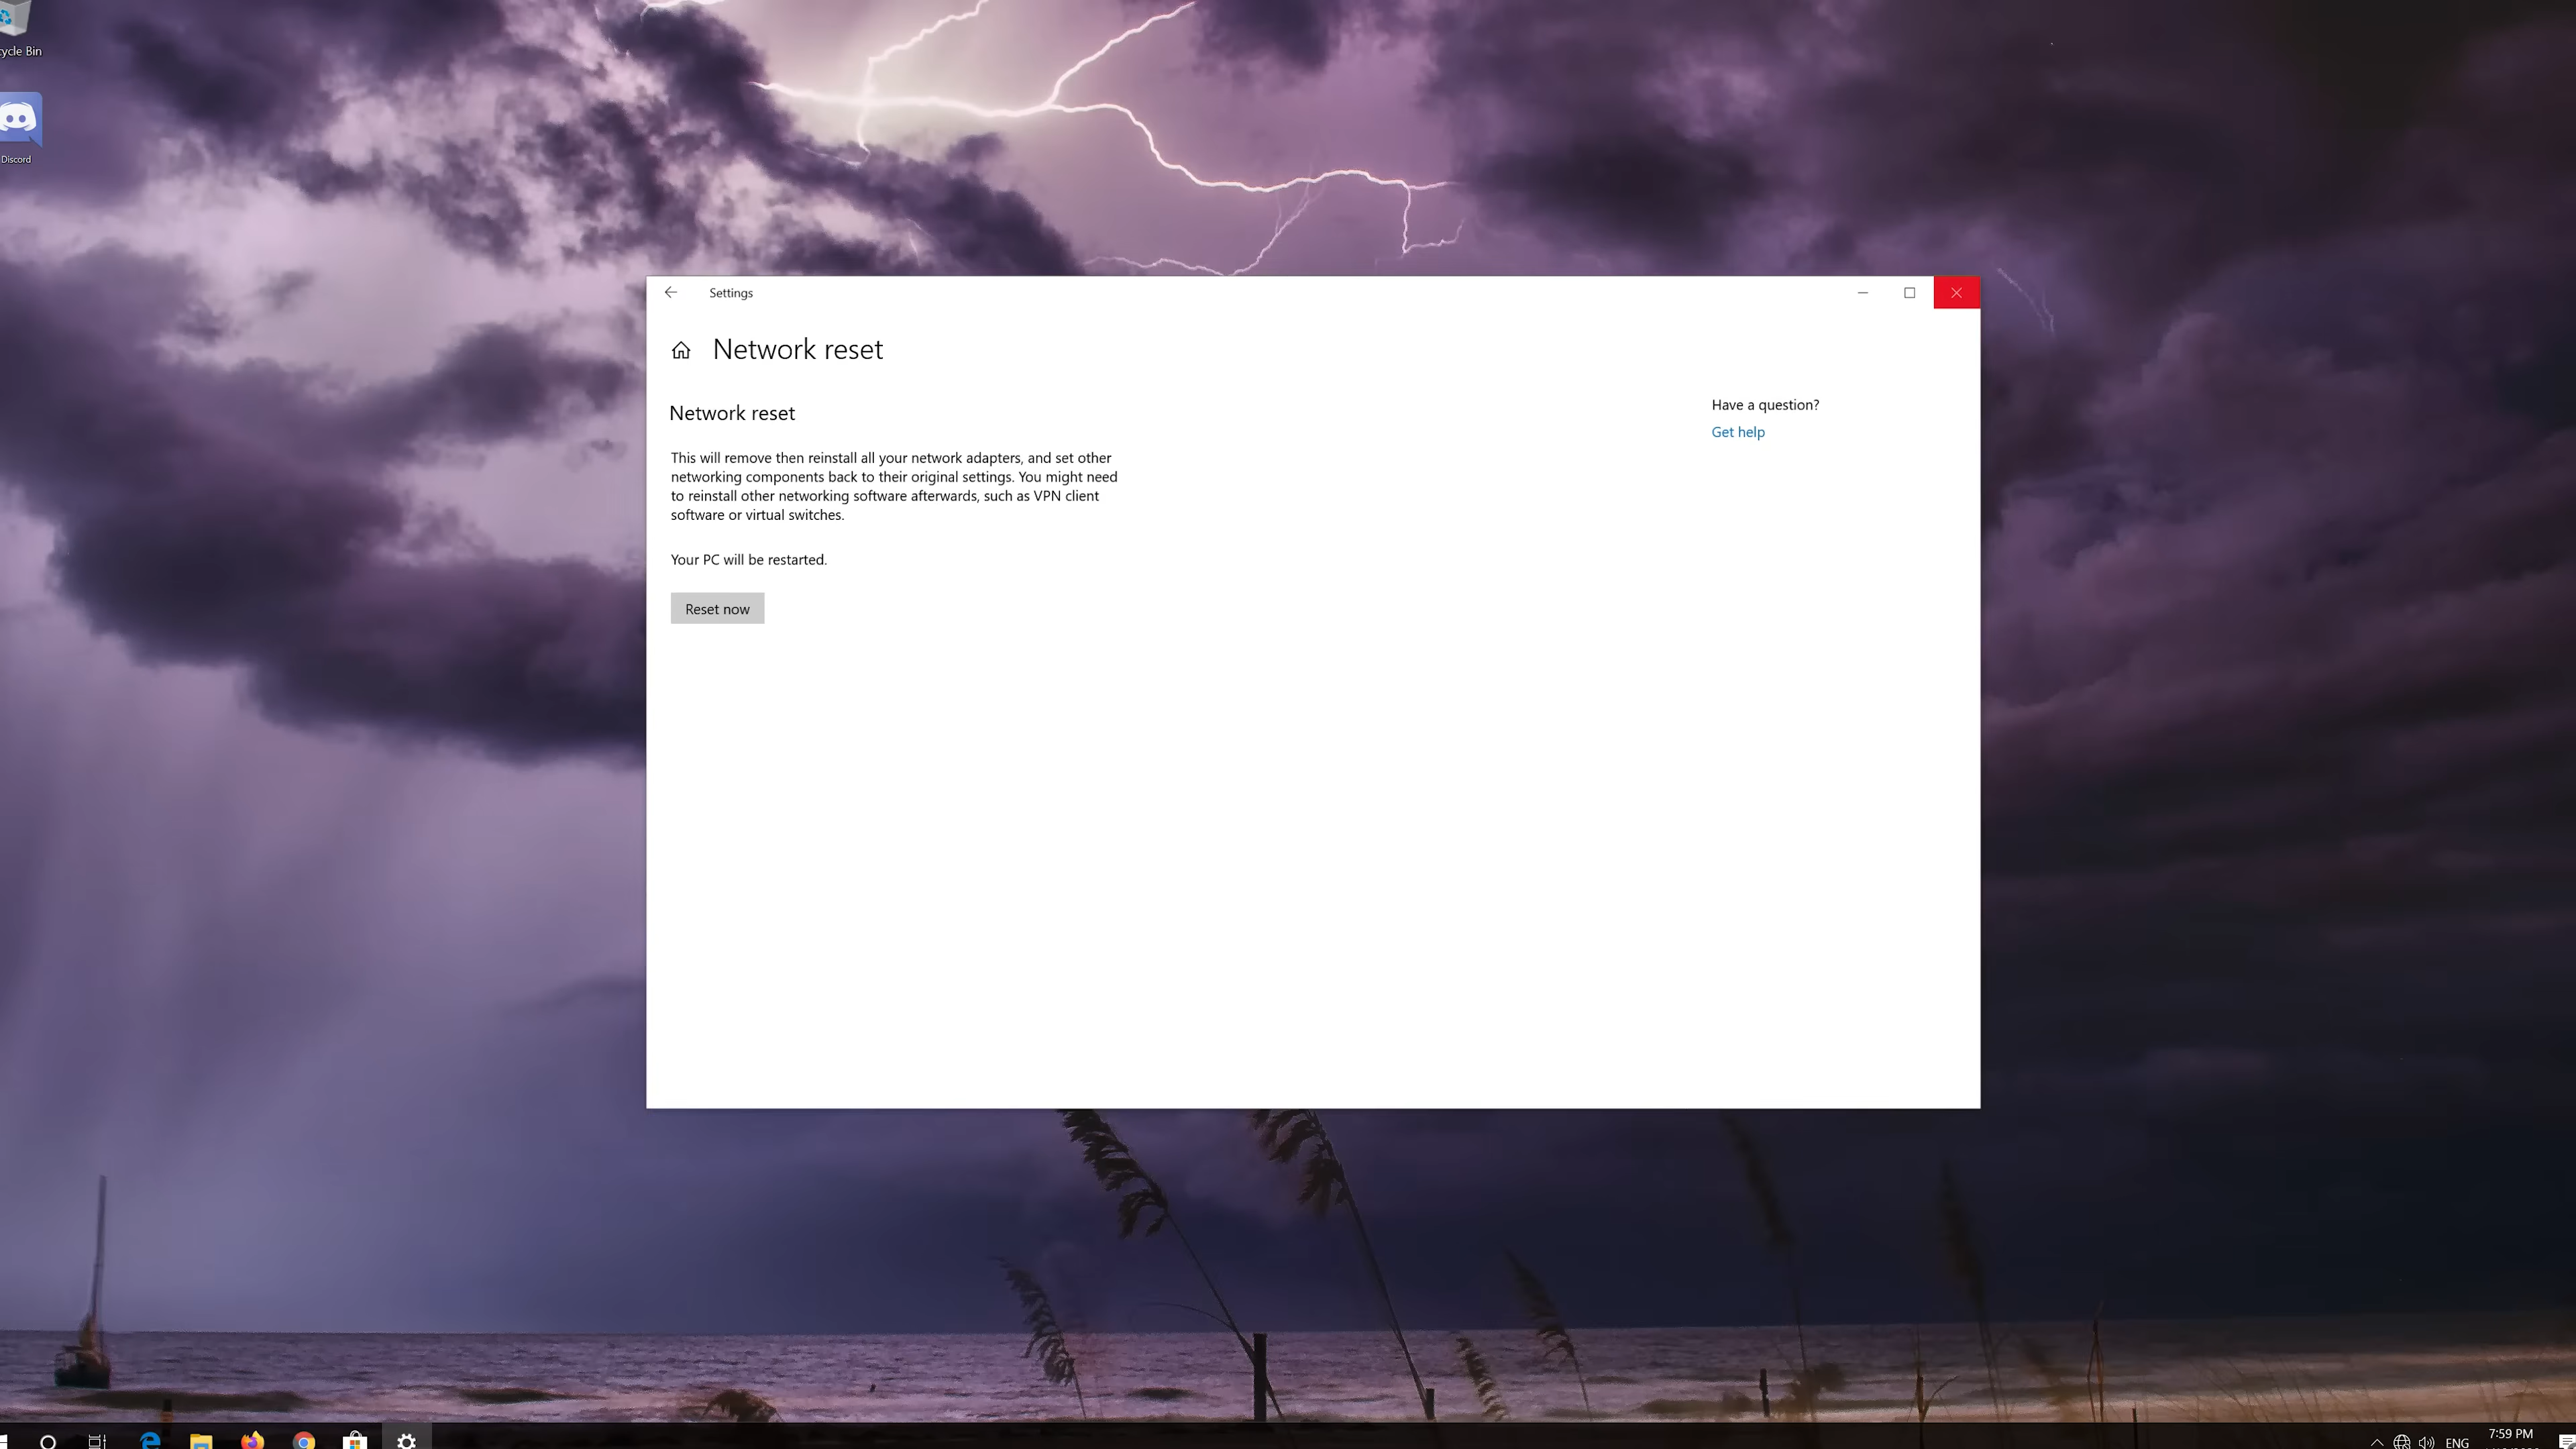 cycle Bin
Discord
Settings
Network reset
Network reset
This will remove then reinstall all your network adapters, and set other
networking components back to their original settings. You might need
to reinstall other networking software afterwards, such as VPN client
software or virtual switches.
Your PC will be restarted.
Reset now
Have a question?
Get help
ENG
7:59 PM